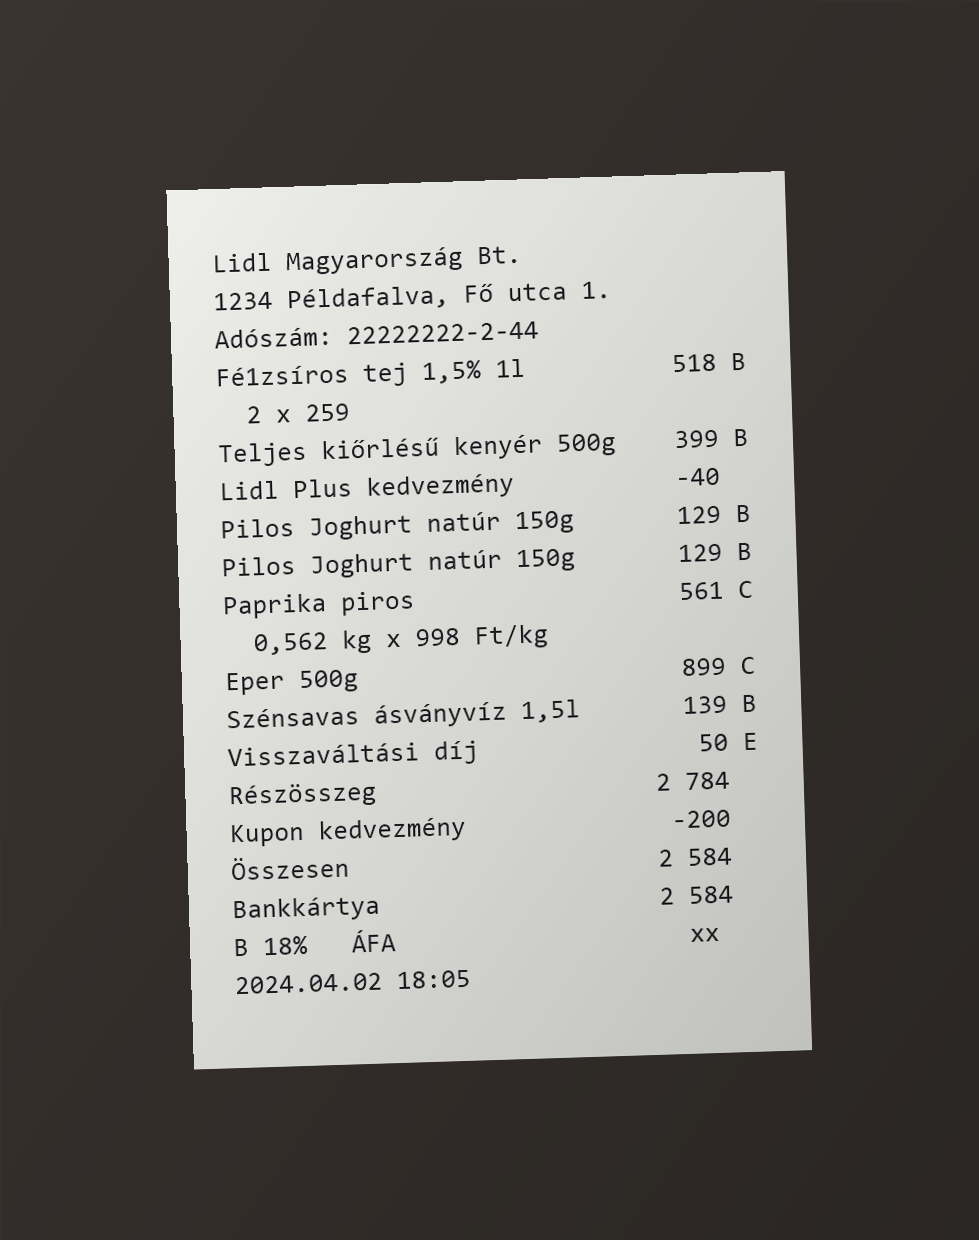 Lidl Magyarország Bt.
1234 Példafalva, Fő utca 1.
Adószám: 22222222-2-44
Fé1zsíros tej 1,5% 1l 518 B
2 x 259
Teljes kiőrlésű kenyér 500g 399 B
Lidl Plus kedvezmény -40
Pilos Joghurt natúr 150g 129 B
Pilos Joghurt natúr 150g 129 B
Paprika piros 561 C
0,562 kg x 998 Ft/kg
Eper 500g 899 C
Szénsavas ásványvíz 1,5l 139 B
Visszaváltási díj 50 E
Részösszeg 2 784
Kupon kedvezmény -200
Összesen 2 584
Bankkártya 2 584
B 18% ÁFA xx
2024.04.02 18:05